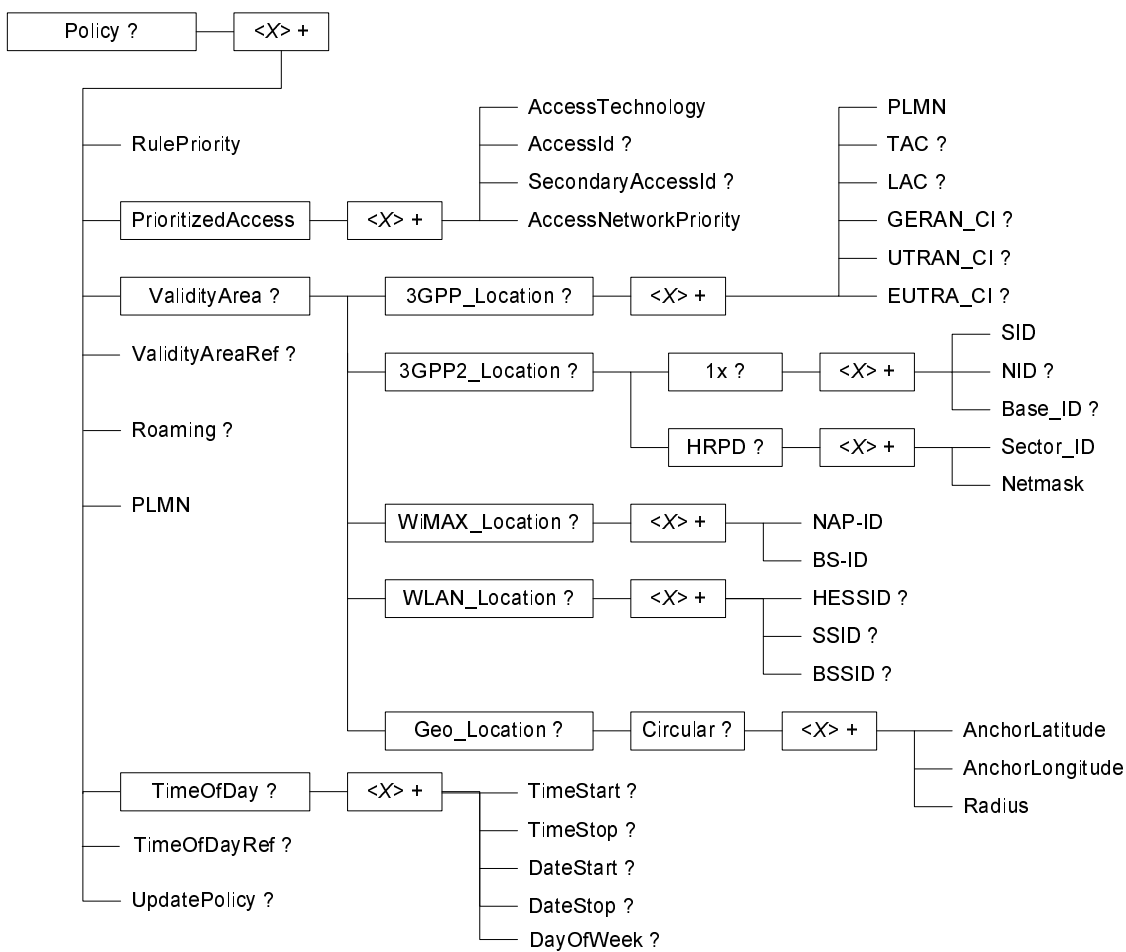 Policy ?
<X> +
RulePriority
PrioritizedAccess
<X> +
AccessTechnology
AccessId ?
SecondaryAccessId ?
AccessNetworkPriority
ValidityArea ?
3GPP_Location ?
<X> +
PLMN
TAC ?
LAC ?
GERAN_CI ?
UTRAN_CI ?
EUTRA_CI ?
3GPP2_Location ?
1x ?
<X> +
SID
NID ?
Base_ID ?
HRPD ?
<X> +
Sector_ID
Netmask
WiMAX_Location ?
<X> +
NAP-ID
BS-ID
WLAN_Location ?
<X> +
HESSID ?
SSID ?
BSSID ?
Geo_Location ?
Circular ?
<X> +
AnchorLatitude
AnchorLongitude
Radius
ValidityAreaRef ?
Roaming ?
PLMN
TimeOfDay ?
<X> +
TimeStart ?
TimeStop ?
DateStart ?
DateStop ?
DayOfWeek ?
TimeOfDayRef ?
UpdatePolicy ?